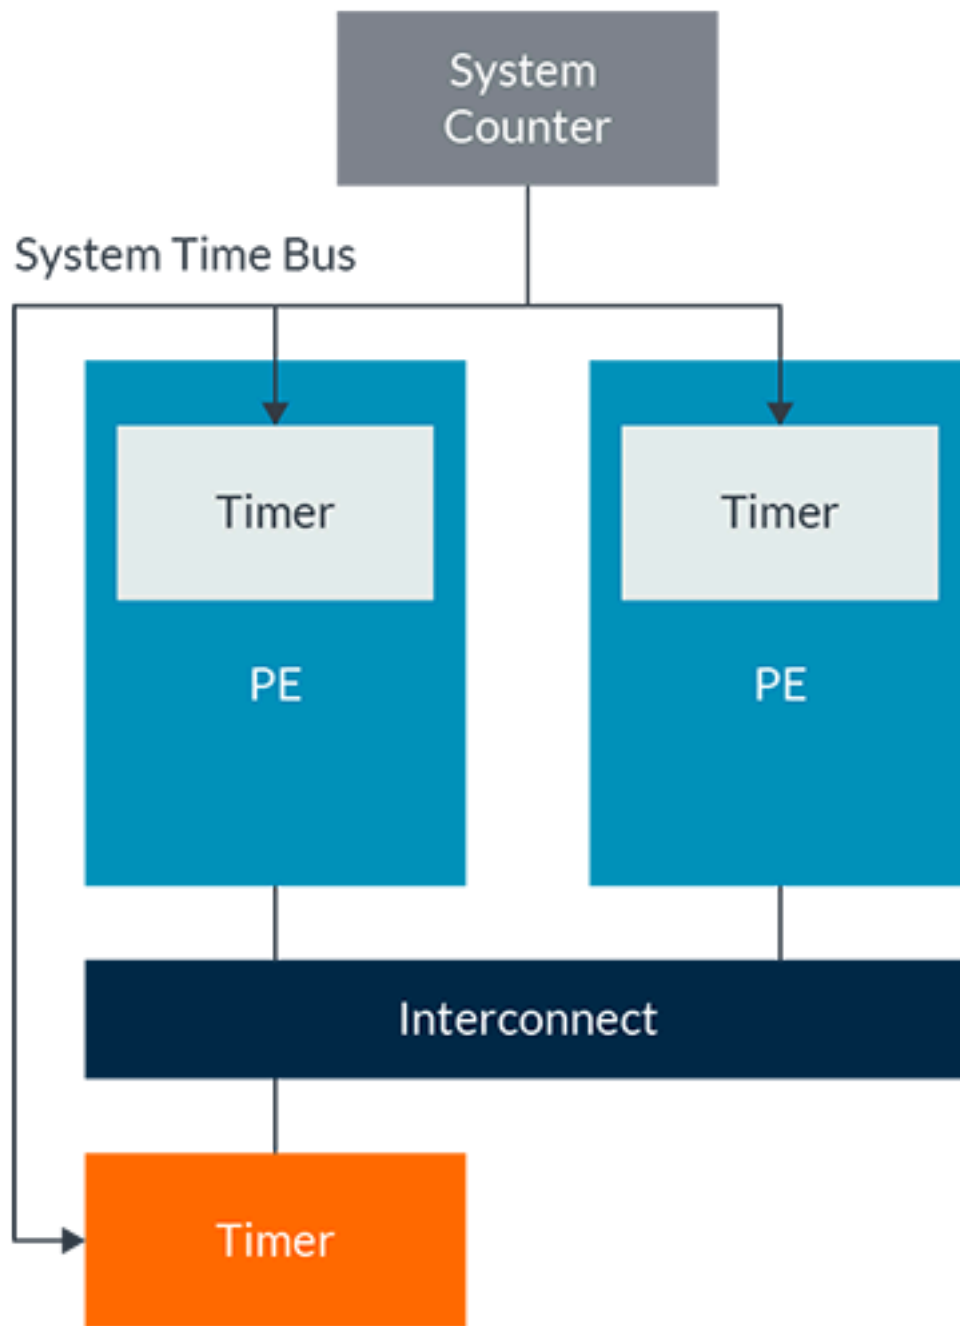 System
Counter
System Time Bus
Timer
Timer
PE
PE
Interconnect
Timer